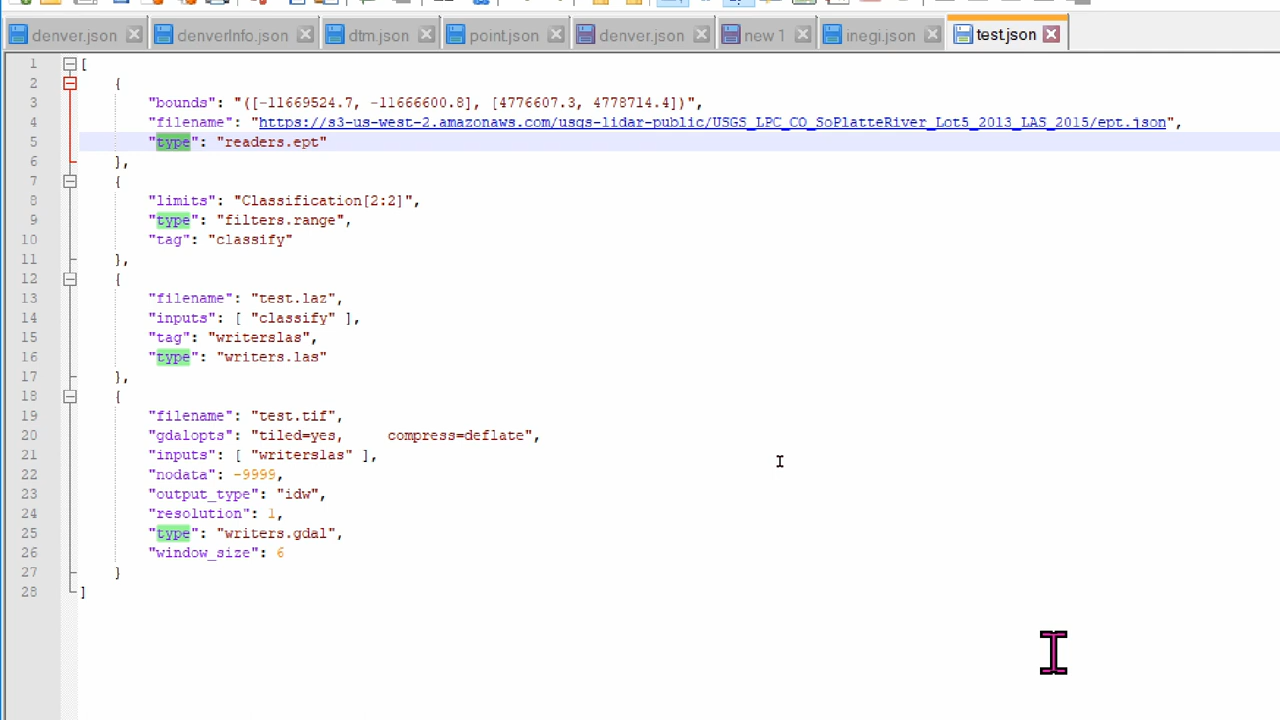 denver.json denverInfo.json dtm.json point.json denver.json new 1 inegi.json test.json
1 [
2 {
3 "bounds": "([-11669524.7, -11666600.8], [4776607.3, 4778714.4])",
4 "filename": "https://s3-us-west-2.amazonaws.com/usgs-lidar-public/USGS_LPC_CO_SoPlatteRiver_Lot5_2013_LAS_2015/ept.json",
5 "type": "readers.ept"
6 },
7 {
8 "limits": "Classification[2:2]",
9 "type": "filters.range",
10 "tag": "classify"
11 },
12 {
13 "filename": "test.laz",
14 "inputs": [ "classify" ],
15 "tag": "writerslas",
16 "type": "writers.las"
17 },
18 {
19 "filename": "test.tif",
20 "gdalopts": "tiled=yes,     compress=deflate",
21 "inputs": [ "writerslas" ],
22 "nodata": -9999,
23 "output_type": "idw",
24 "resolution": 1,
25 "type": "writers.gdal",
26 "window_size": 6
27 }
28 ]